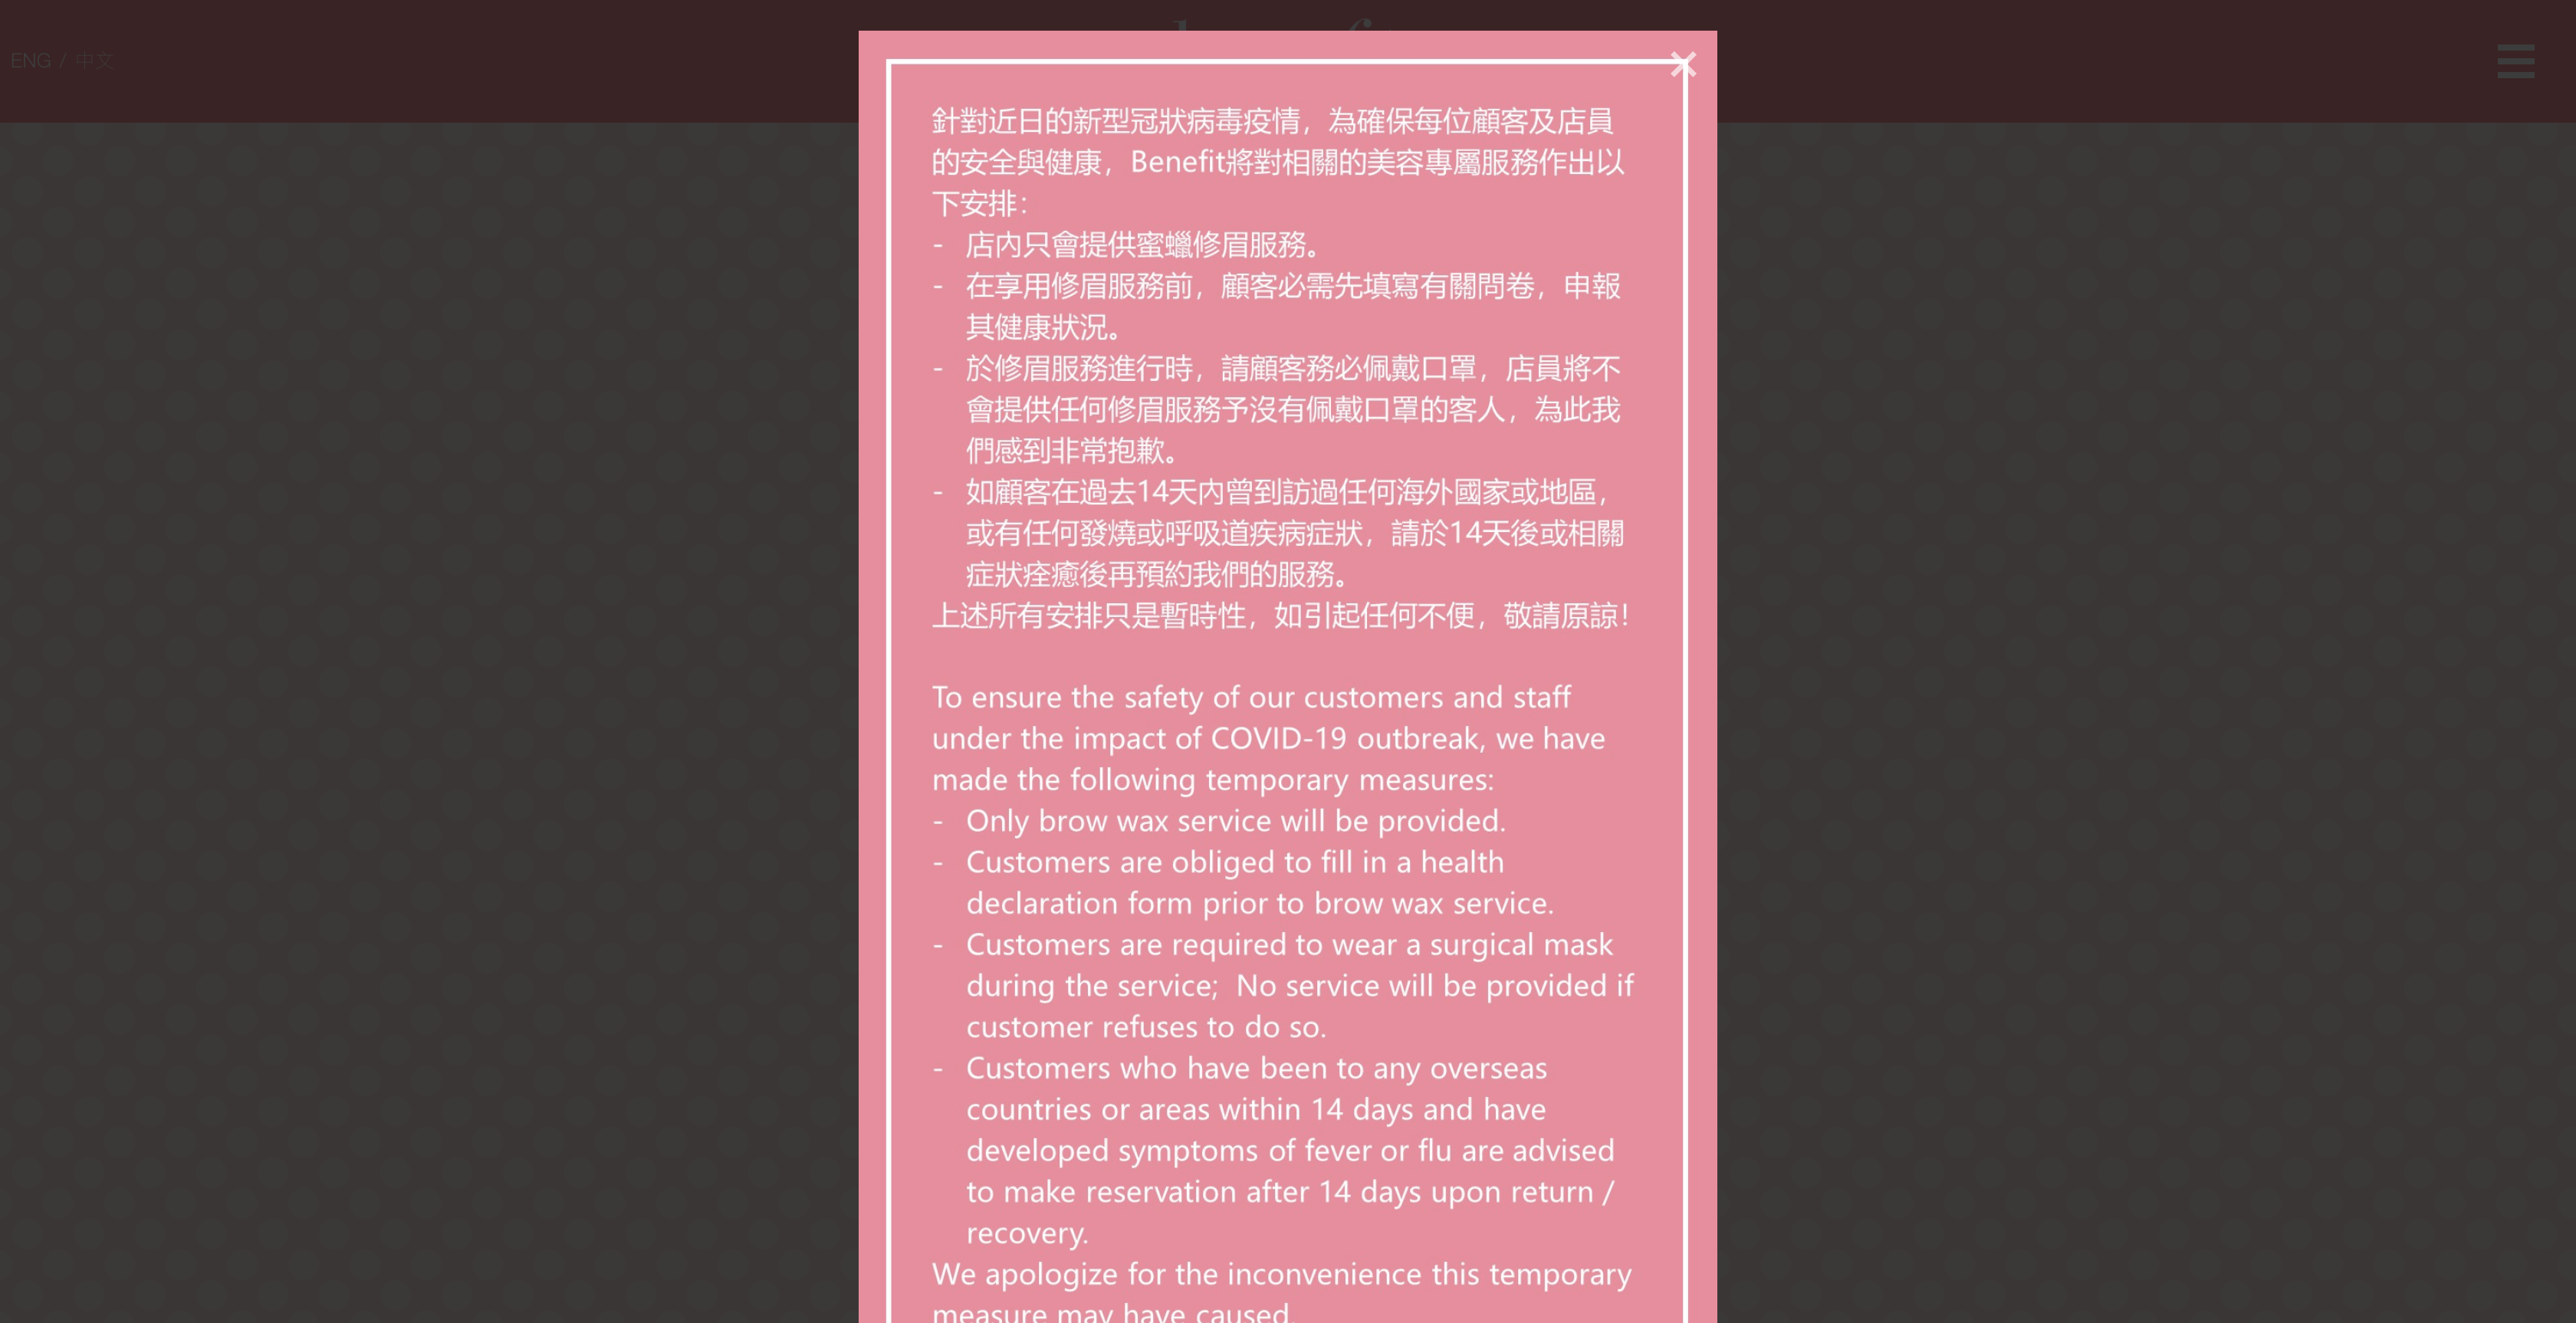 ENG / 中文
針對近日的新型冠狀病毒疫情，為確保每位顧客及店員
的安全與健康，Benefit將對相關的美容專屬服務作出以
下安排：
- 店內只會提供蜜蠟修眉服務。
- 在享用修眉服務前，顧客必需先填寫有關問卷，申報
其健康狀況。
- 於修眉服務進行時，請顧客務必佩戴口罩，店員將不
會提供任何修眉服務予沒有佩戴口罩的客人，為此我
們感到非常抱歉。
- 如顧客在過去14天內曾到訪過任何海外國家或地區，
或有任何發燒或呼吸道疾病症狀，請於14天後或相關
症狀痊癒後再預約我們的服務。
上述所有安排只是暫時性，如引起任何不便，敬請原諒！
To ensure the safety of our customers and staff
under the impact of COVID-19 outbreak, we have
made the following temporary measures:
- Only brow wax service will be provided.
- Customers are obliged to fill in a health
declaration form prior to brow wax service.
- Customers are required to wear a surgical mask
during the service; No service will be provided if
customer refuses to do so.
- Customers who have been to any overseas
countries or areas within 14 days and have
developed symptoms of fever or flu are advised
to make reservation after 14 days upon return /
recovery.
We apologize for the inconvenience this temporary
measure may have caused.